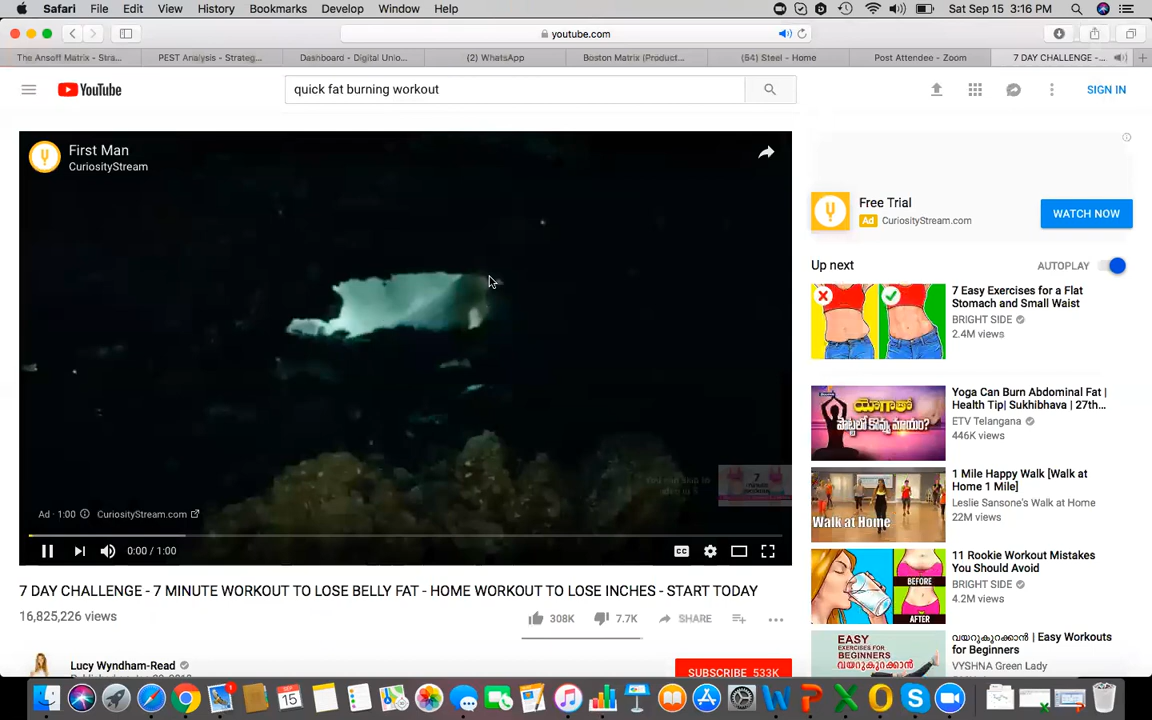 Safari File Edit View History Bookmarks Develop Window Help Sat Sep 15 3:16 PM
youtube.com
The Ansoff Matrix - Stra... PEST Analysis - Strateg... Dashboard - Digital Unio... (2) WhatsApp Boston Matrix (Product... (54) Steel - Home Post Attendee - Zoom 7 DAY CHALLENGE -...
YouTube quick fat burning workout SIGN IN
First Man
CuriosityStream
Free Trial
Ad CuriosityStream.com
WATCH NOW
Up next AUTOPLAY
7 Easy Exercises for a Flat
Stomach and Small Waist
BRIGHT SIDE
2.4M views
యోగాతో
Yoga Can Burn Abdominal Fat |
Health Tip| Sukhibhava | 27th...
ETV Telangana
446K views
Walk at Home
1 Mile Happy Walk [Walk at
Home 1 Mile]
Leslie Sansone's Walk at Home
22M views
BEFORE
AFTER
11 Rookie Workout Mistakes
You Should Avoid
BRIGHT SIDE
4.2M views
EASY
EXERCISES FOR
BEGINNERS
വയറുകുറക്കാൻ
വയറുകുറക്കാൻ | Easy Workouts
for Beginners
VYSHNA Green Lady
Ad · 1:00 CuriosityStream.com
0:00 / 1:00
CC
7 DAY CHALLENGE - 7 MINUTE WORKOUT TO LOSE BELLY FAT - HOME WORKOUT TO LOSE INCHES - START TODAY
16,825,226 views
308K 7.7K SHARE
Lucy Wyndham-Read
SUBSCRIBE 533K
SEP
15